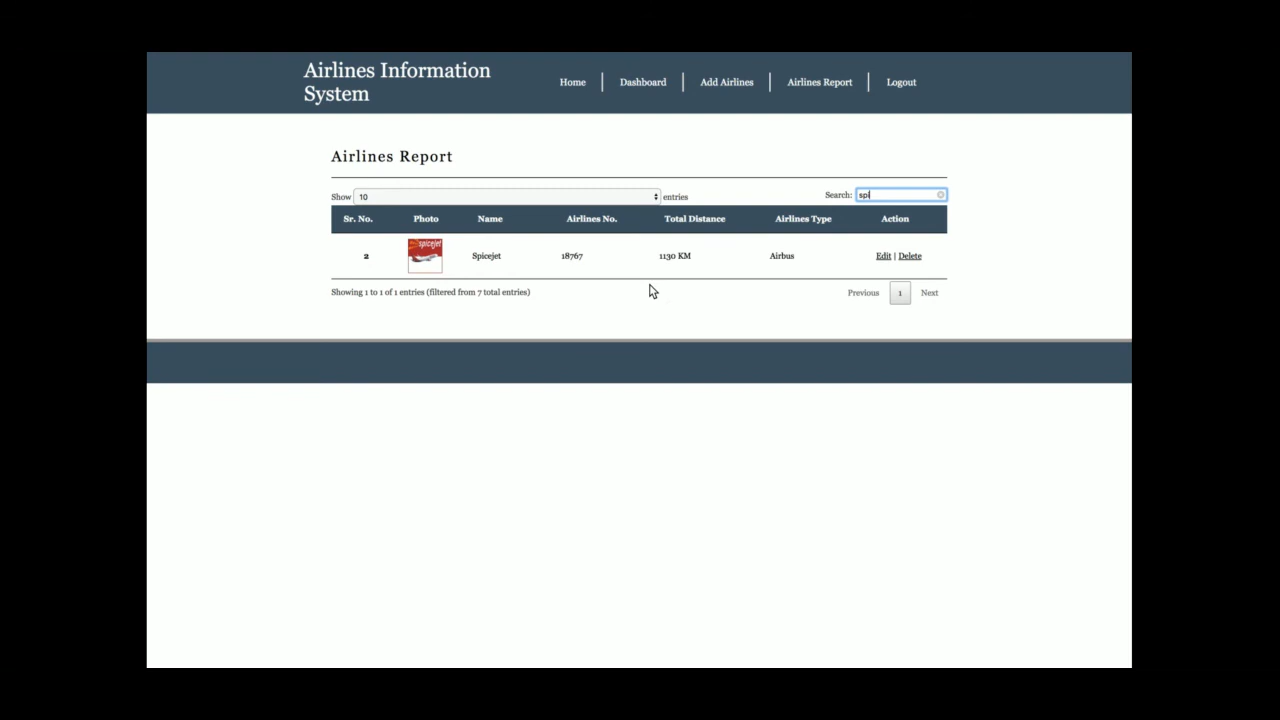 Airlines Information
System
Home
Dashboard
Add Airlines
Airlines Report
Logout
Airlines Report
Show 10 entries
Search: spi
Sr. No. Photo Name Airlines No. Total Distance Airlines Type Action
2 spicejet Spicejet 18767 1130 KM Airbus Edit | Delete
Showing 1 to 1 of 1 entries (filtered from 7 total entries)
Previous 1 Next